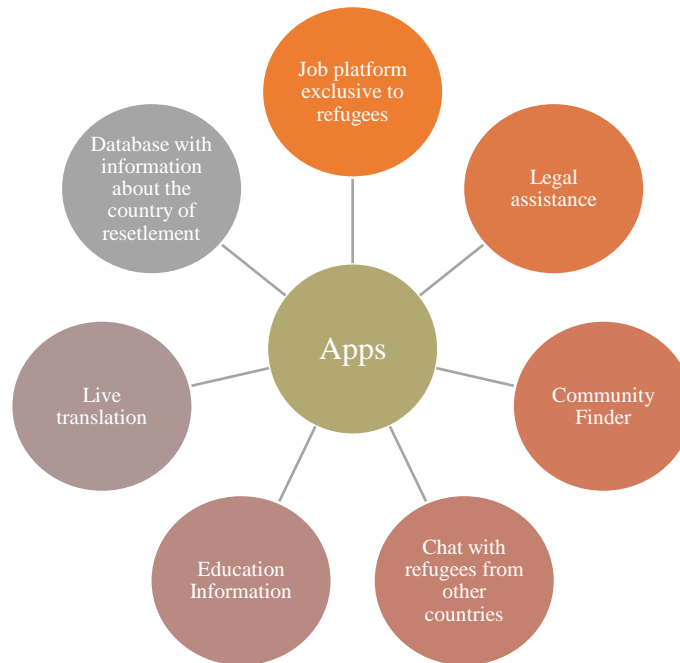 Job platform
exclusive to
refugees
Legal
assistance
Community
Finder
Chat with
refugees from
other
countries
Education
Information
Live
translation
Database with
information
about the
country of
resetlement
Apps